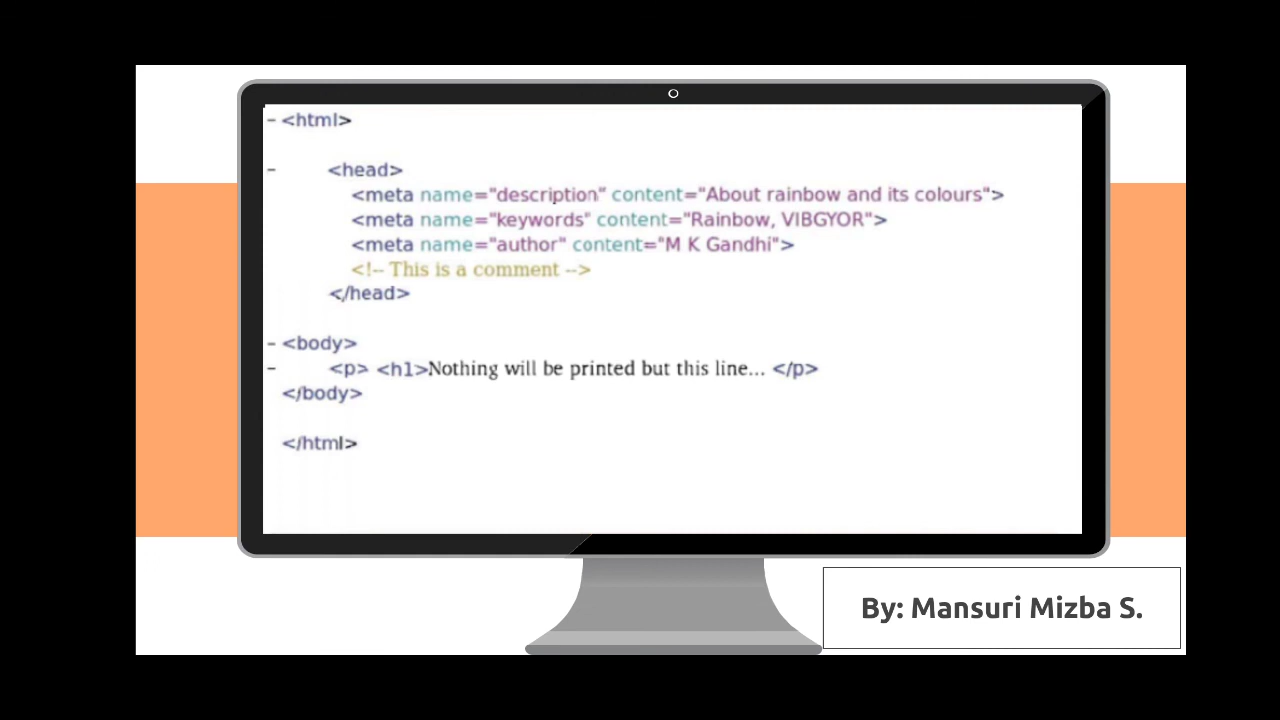 - <html>
- <head>
<meta name="description" content="About rainbow and its colours">
<meta name="keywords" content="Rainbow, VIBGYOR">
<meta name="author" content="M K Gandhi">
<!-- This is a comment -->
</head>
- <body>
- <p> <h1>Nothing will be printed but this line... </p>
</body>
</html>
By: Mansuri Mizba S.